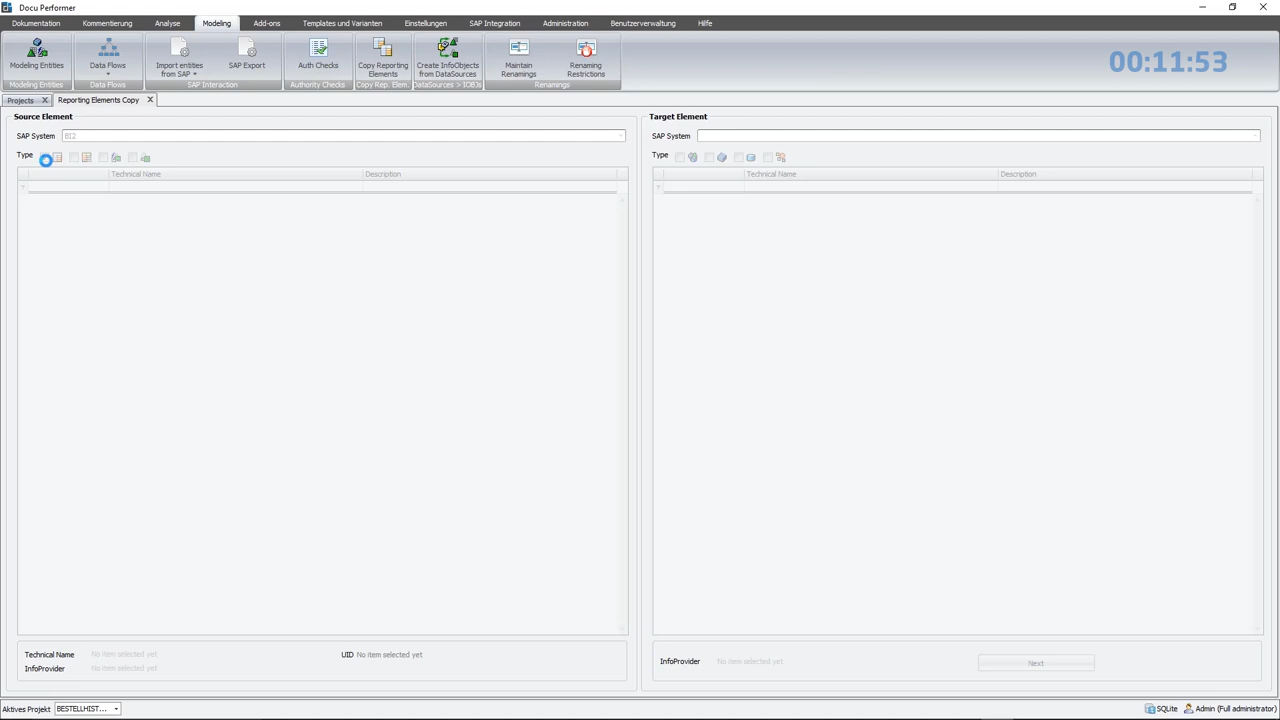 Docu Performer
Dokumentation Kommentierung Analyse Modeling Add-ons Templates und Varianten Einstellungen SAP Integration Administration Benutzerverwaltung Hilfe
Modeling Entities
Data Flows
Import entities
from SAP
SAP Export
Auth Checks
Copy Reporting
Elements
Create InfoObjects
from DataSources
Maintain
Renamings
Renaming
Restrictions
Modeling Entities Data Flows SAP Interaction Authority Checks Copy Rep. Elem. DataSources > IOBJs Renamings
00:11:53
Projects Reporting Elements Copy
Source Element
SAP System BI2
Type
Technical Name Description
Technical Name No item selected yet UID No item selected yet
InfoProvider No item selected yet
Target Element
SAP System
Type
Technical Name Description
InfoProvider No item selected yet Next
Aktives Projekt BESTELLHIST... SQLite Admin (Full administrator)